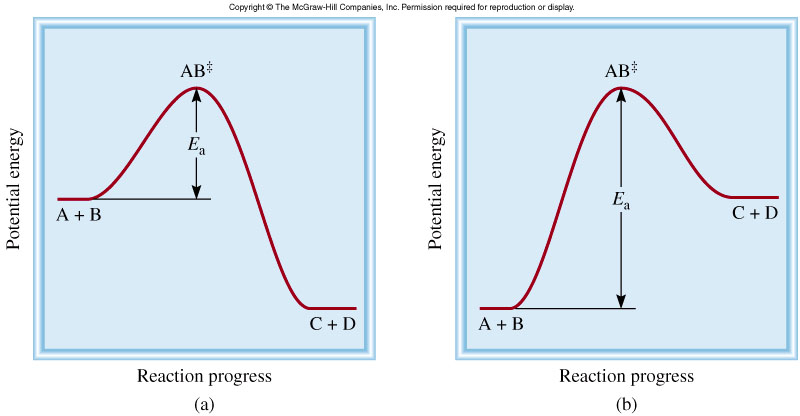 Copyright © The McGraw-Hill Companies, Inc. Permission required for reproduction or display.
Potential energy
AB‡
Eₐ
A + B
C + D
Reaction progress
(a)
Potential energy
AB‡
Eₐ
C + D
A + B
Reaction progress
(b)